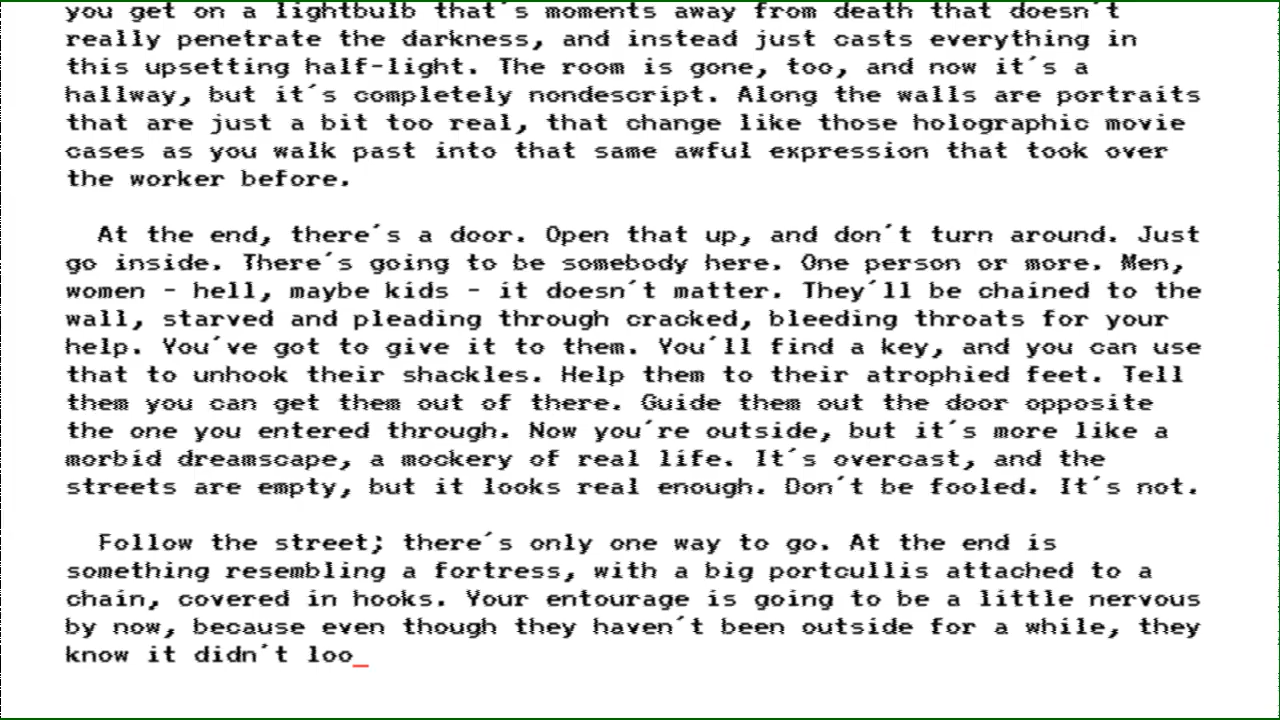 you get on a lightbulb that's moments away from death that doesn't
really penetrate the darkness, and instead just casts everything in
this upsetting half-light. The room is gone, too, and now it's a
hallway, but it's completely nondescript. Along the walls are portraits
that are just a bit too real, that change like those holographic movie
cases as you walk past into that same awful expression that took over
the worker before.
At the end, there's a door. Open that up, and don't turn around. Just
go inside. There's going to be somebody here. One person or more. Men,
women - hell, maybe kids - it doesn't matter. They'll be chained to the
wall, starved and pleading through cracked, bleeding throats for your
help. You've got to give it to them. You'll find a key, and you can use
that to unhook their shackles. Help them to their atrophied feet. Tell
them you can get them out of there. Guide them out the door opposite
the one you entered through. Now you're outside, but it's more like a
morbid dreamscape, a mockery of real life. It's overcast, and the
streets are empty, but it looks real enough. Don't be fooled. It's not.
Follow the street; there's only one way to go. At the end is
something resembling a fortress, with a big portcullis attached to a
chain, covered in hooks. Your entourage is going to be a little nervous
by now, because even though they haven't been outside for a while, they
know it didn't loo_